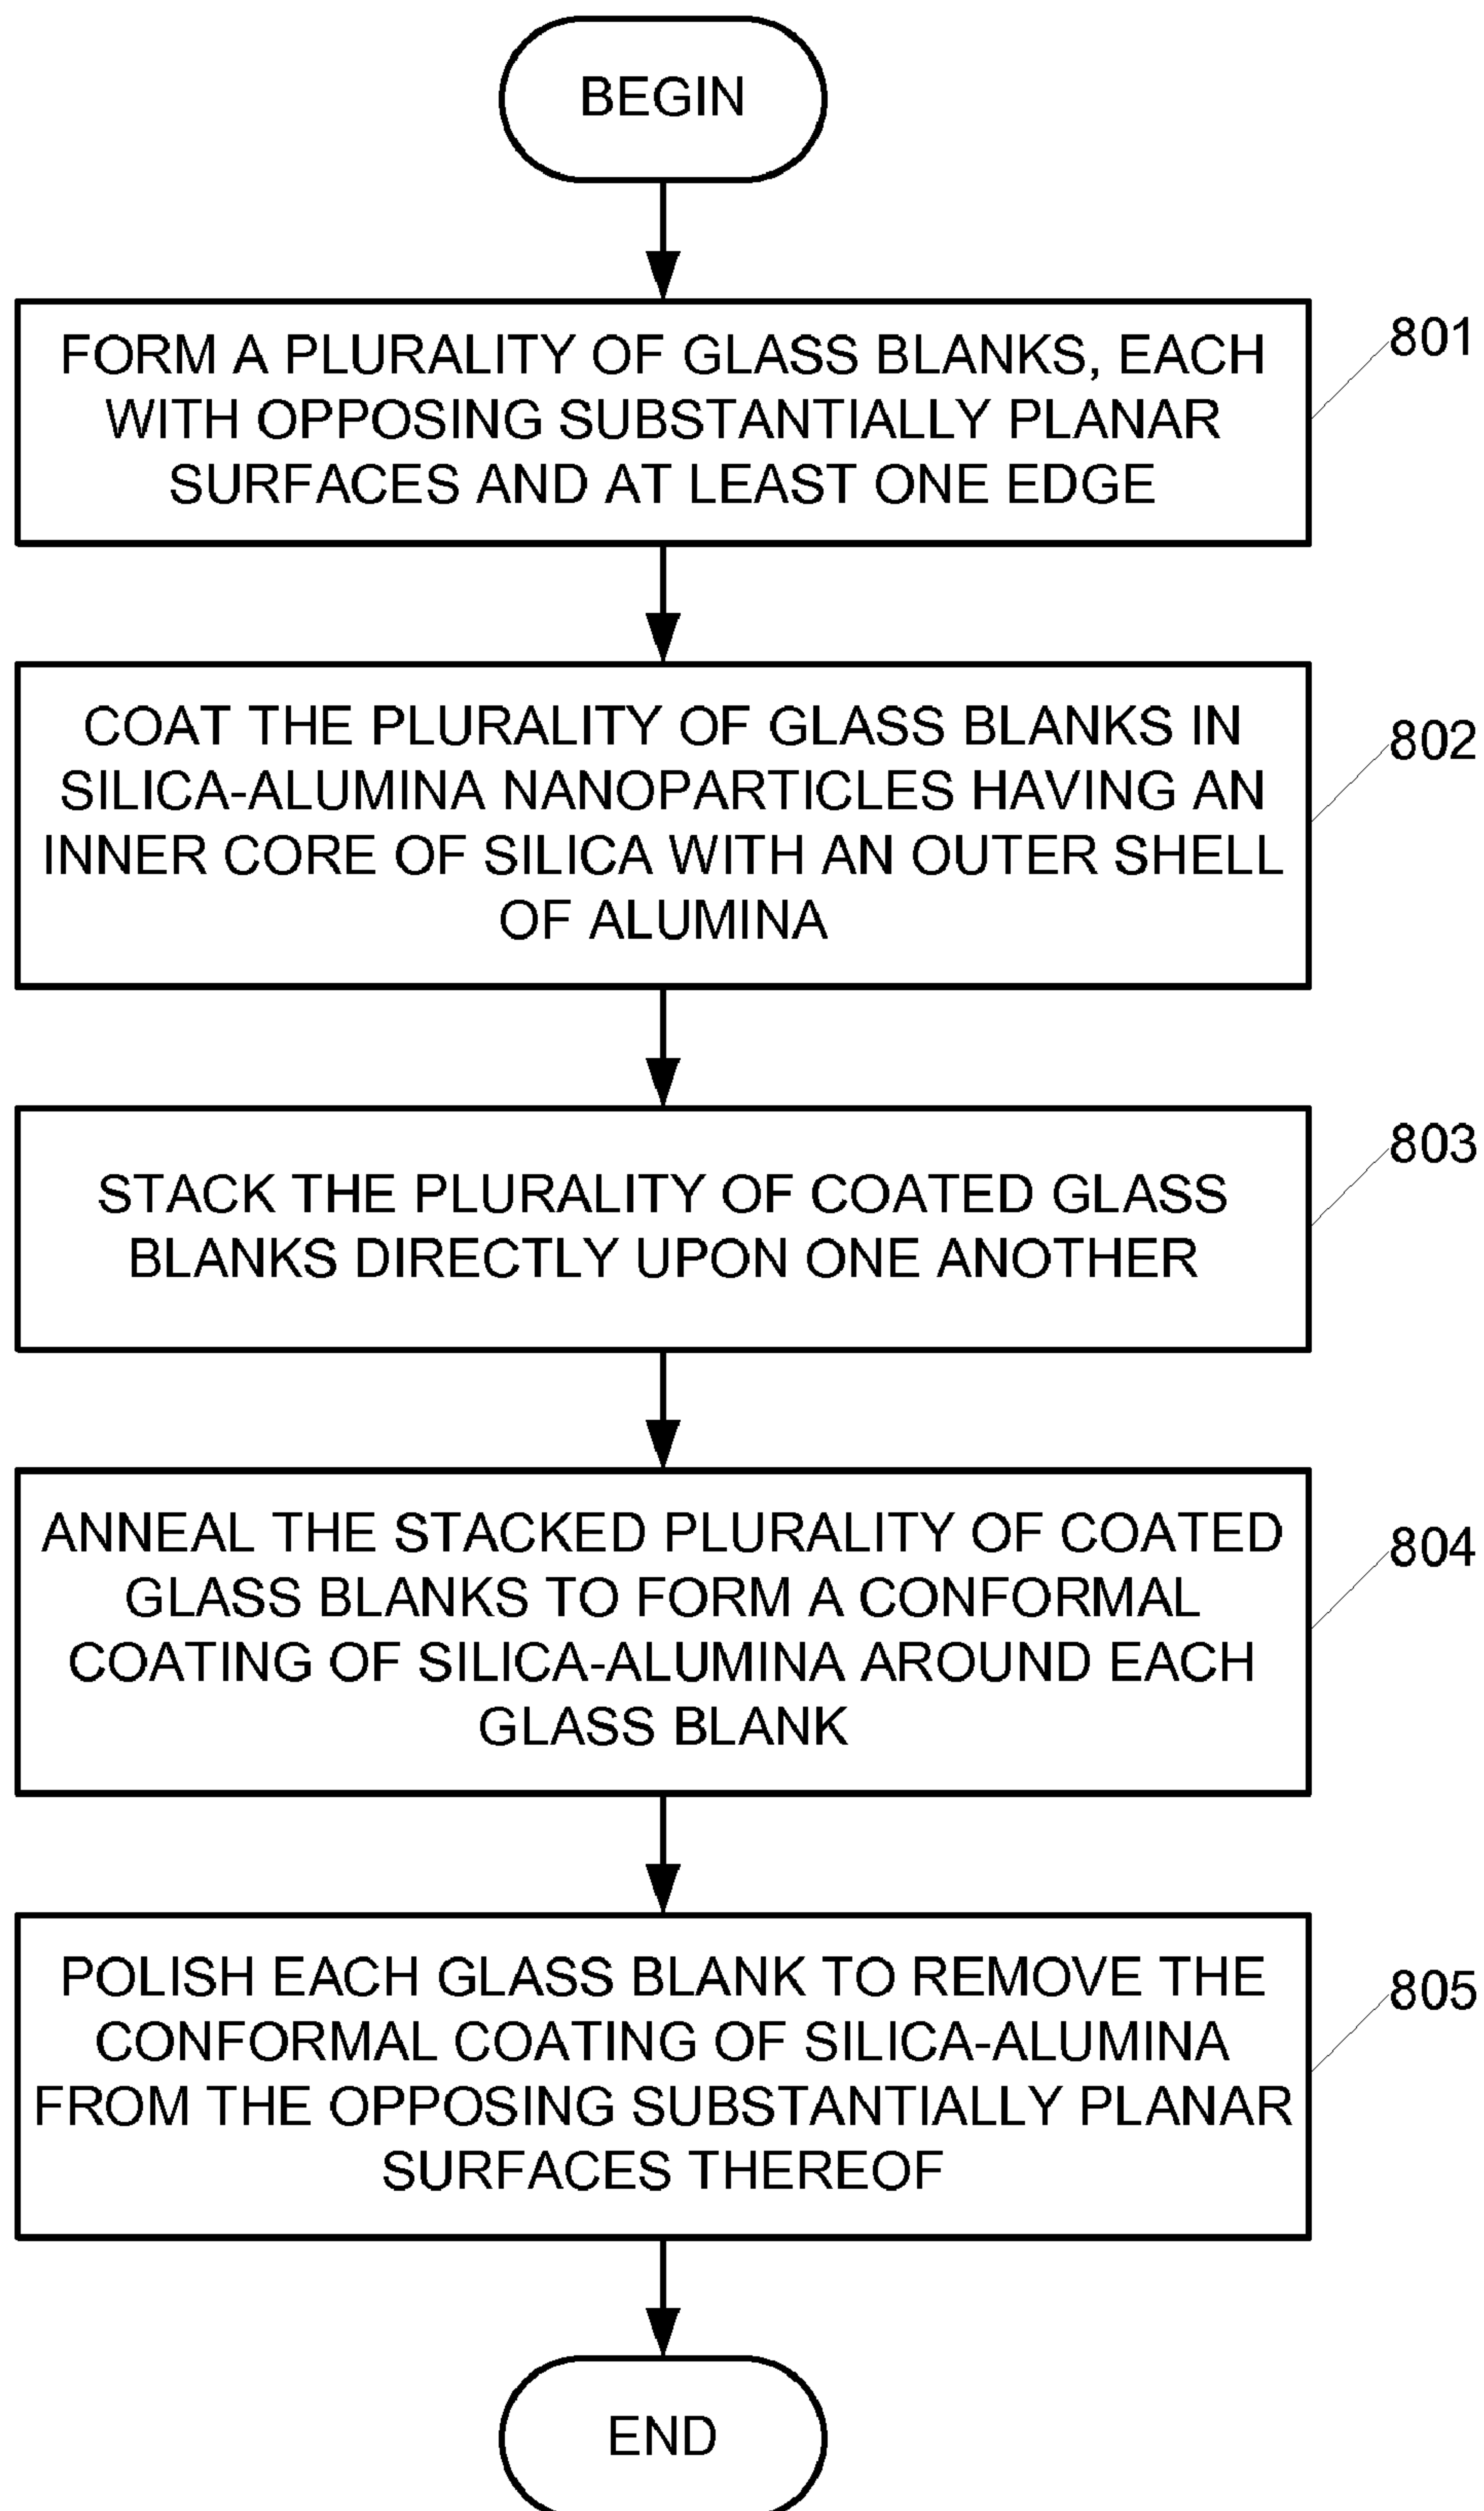 BEGIN
FORM A PLURALITY OF GLASS BLANKS, EACH
WITH OPPOSING SUBSTANTIALLY PLANAR
SURFACES AND AT LEAST ONE EDGE
801
COAT THE PLURALITY OF GLASS BLANKS IN
SILICA-ALUMINA NANOPARTICLES HAVING AN
INNER CORE OF SILICA WITH AN OUTER SHELL
OF ALUMINA
802
STACK THE PLURALITY OF COATED GLASS
BLANKS DIRECTLY UPON ONE ANOTHER
803
ANNEAL THE STACKED PLURALITY OF COATED
GLASS BLANKS TO FORM A CONFORMAL
COATING OF SILICA-ALUMINA AROUND EACH
GLASS BLANK
804
POLISH EACH GLASS BLANK TO REMOVE THE
CONFORMAL COATING OF SILICA-ALUMINA
FROM THE OPPOSING SUBSTANTIALLY PLANAR
SURFACES THEREOF
805
END